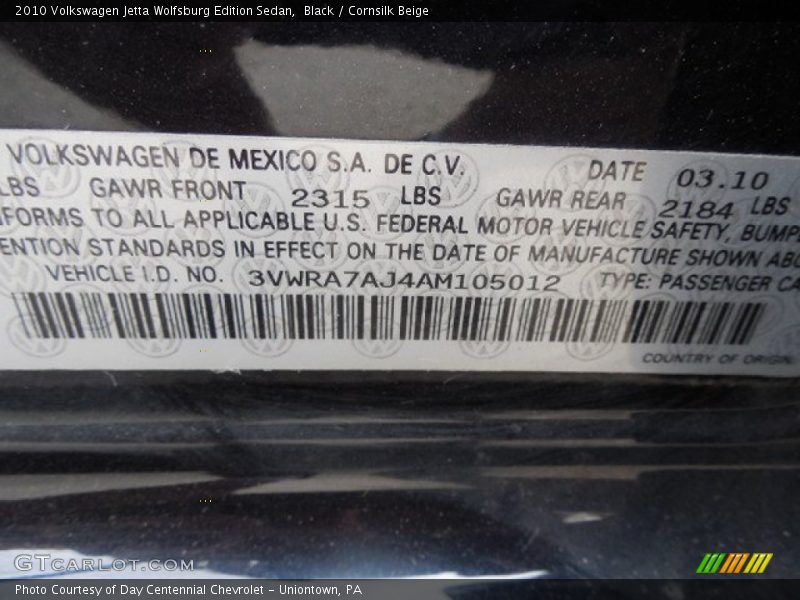 2010 Volkswagen Jetta Wolfsburg Edition Sedan, Black / Cornsilk Beige
VOLKSWAGEN DE MEXICO S.A. DE C.V. DATE 03.10
LBS GAWR FRONT 2315 LBS GAWR REAR 2184 LBS
NFORMS TO ALL APPLICABLE U.S. FEDERAL MOTOR VEHICLE SAFETY, BUMP
ENTION STANDARDS IN EFFECT ON THE DATE OF MANUFACTURE SHOWN ABO
VEHICLE I.D. NO. 3VWRA7AJ4AM105012 TYPE: PASSENGER CA
COUNTRY OF ORIGIN:
GTCARLOT.COM
Photo Courtesy of Day Centennial Chevrolet - Uniontown, PA